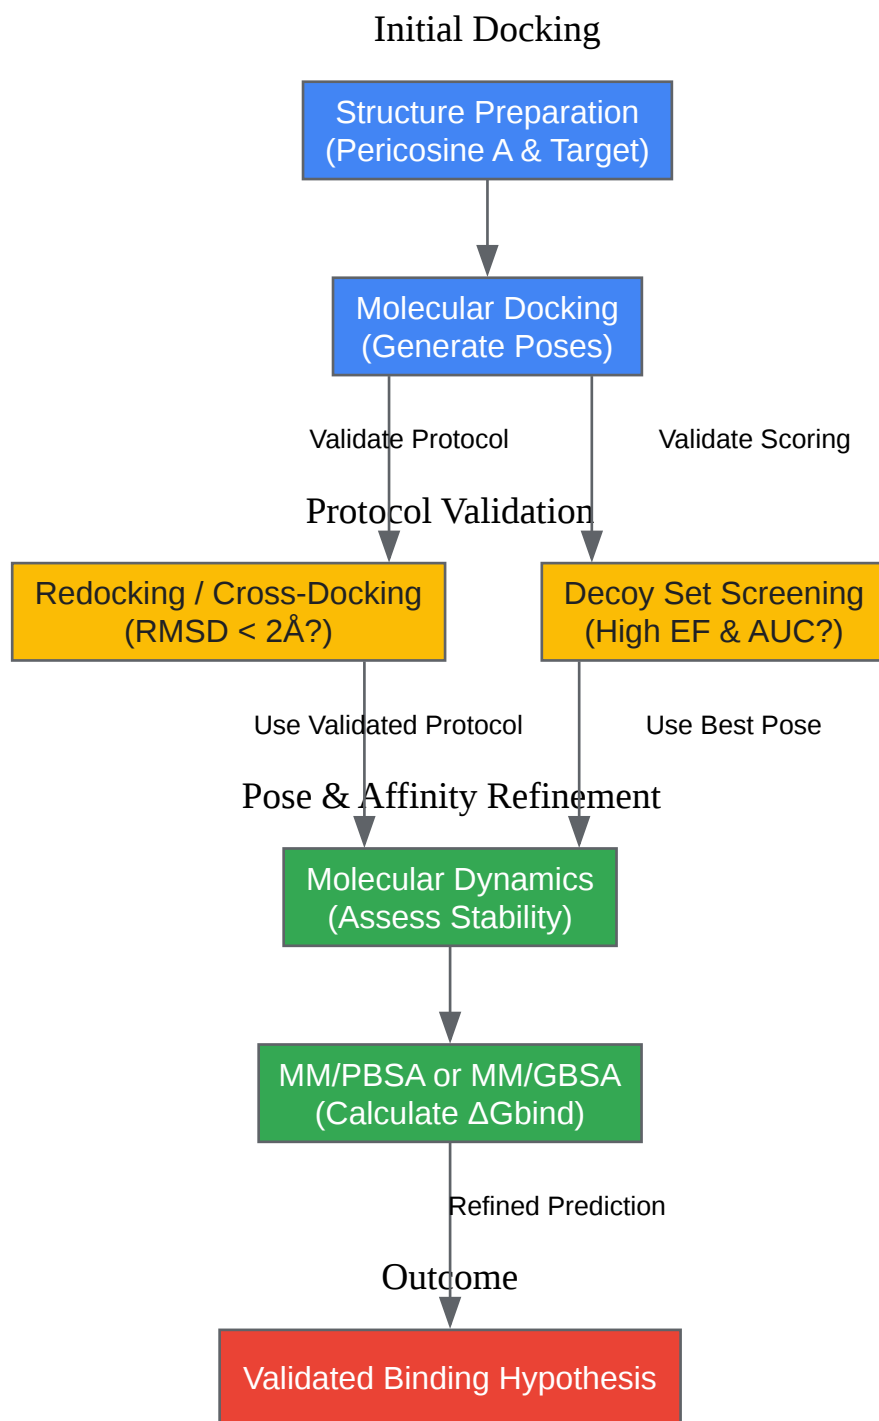 Initial Docking
Structure Preparation
(Pericosine A & Target)
Molecular Docking
(Generate Poses)
Validate Protocol
Validate Scoring
Protocol Validation
Redocking / Cross-Docking
(RMSD < 2Å?)
Decoy Set Screening
(High EF & AUC?)
Use Validated Protocol
Use Best Pose
Pose & Affinity Refinement
Molecular Dynamics
(Assess Stability)
MM/PBSA or MM/GBSA
(Calculate ΔGbind)
Refined Prediction
Outcome
Validated Binding Hypothesis